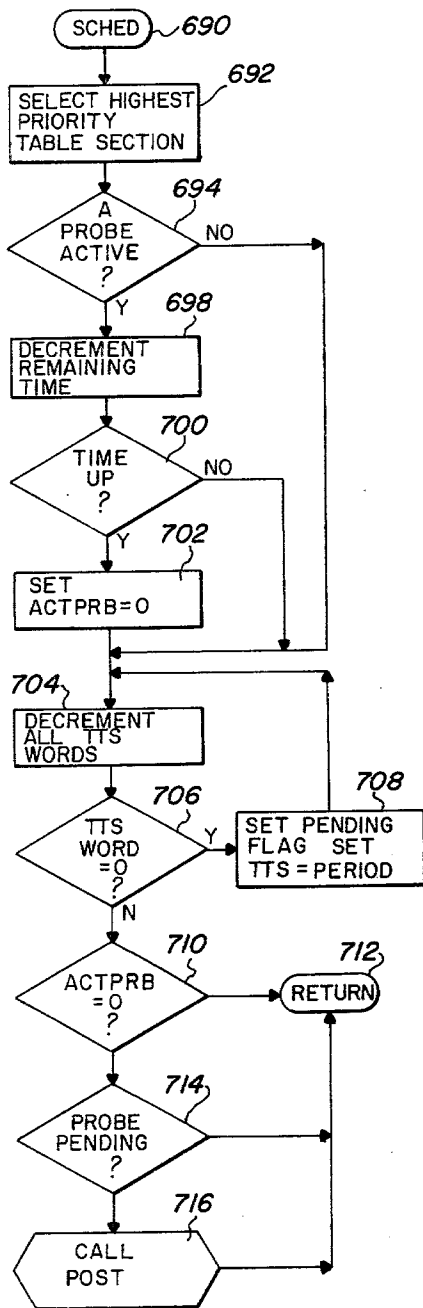 SCHED
690
692
SELECT HIGHEST
PRIORITY
TABLE SECTION
694
A
PROBE
ACTIVE
?
NO
Y
698
DECREMENT
REMAINING
TIME
700
TIME
UP
?
NO
Y
702
SET
ACTPRB=0
704
DECREMENT
ALL TTS
WORDS
706
TTS
WORD
=0
?
Y
N
708
SET PENDING
FLAG SET
TTS=PERIOD
710
ACTPRB
=0
?
712
RETURN
714
PROBE
PENDING
?
716
CALL
POST